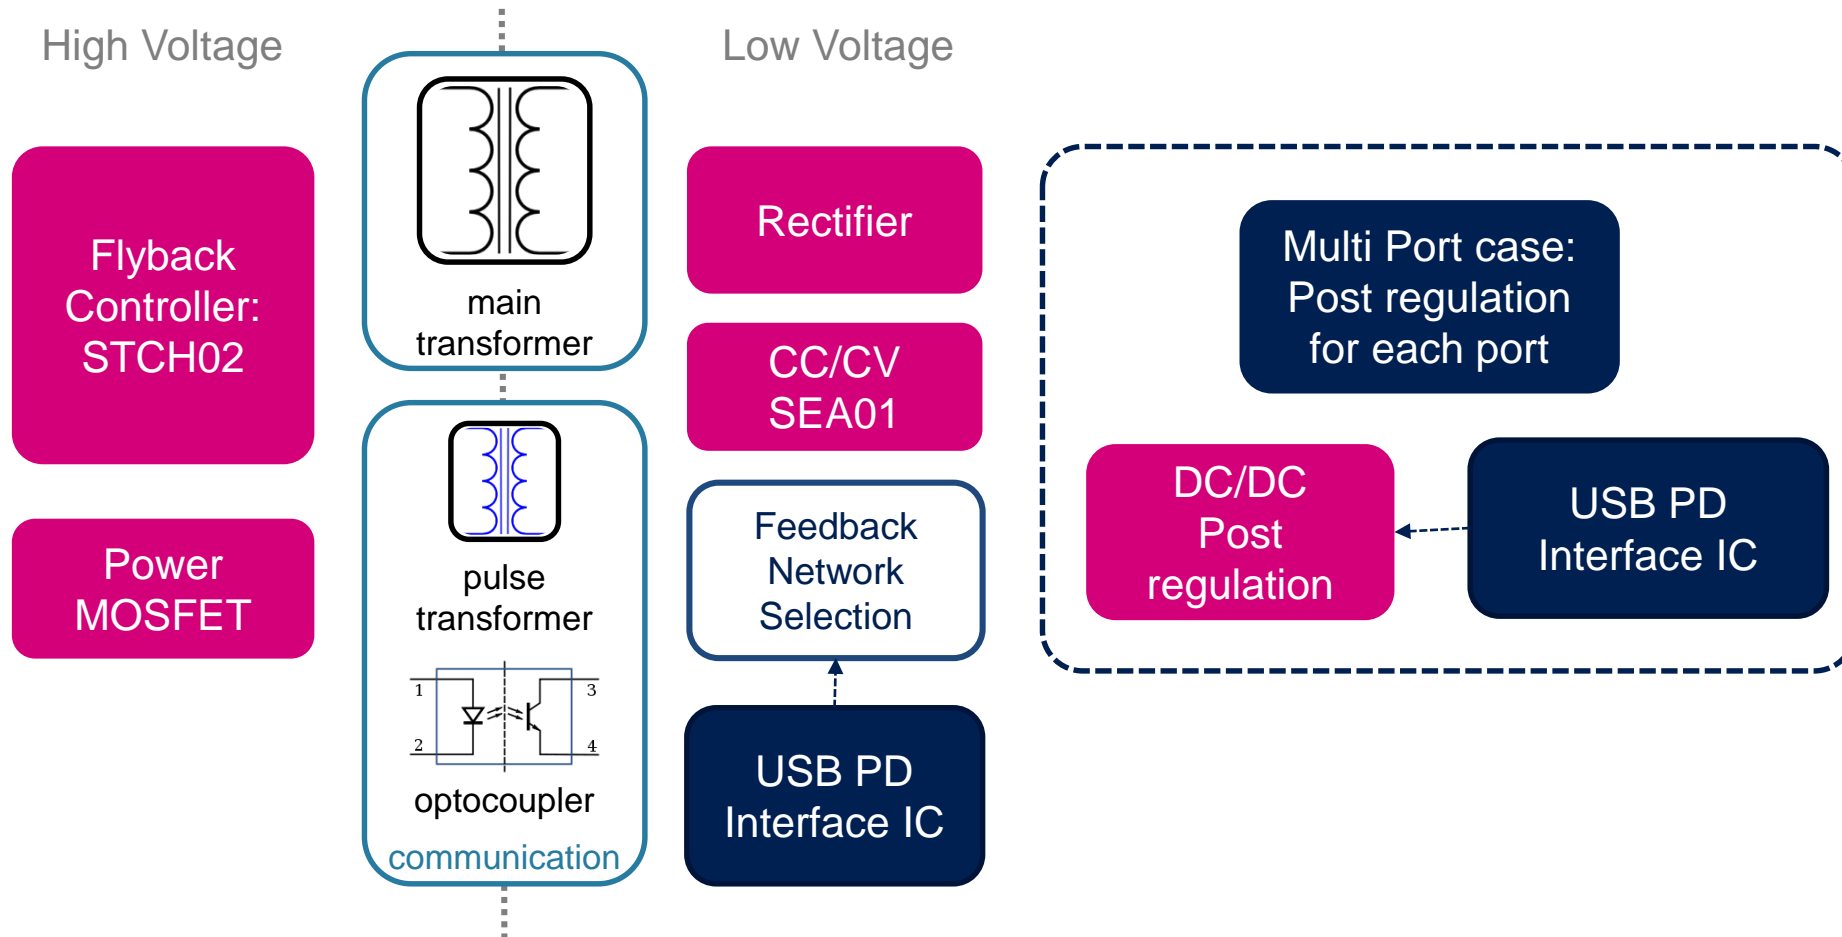 High Voltage
Low Voltage
Flyback
Controller:
STCH02
Power
MOSFET
main
transformer
pulse
transformer
1
2
3
4
optocoupler
communication
Rectifier
CC/CV
SEA01
Feedback
Network
Selection
USB PD
Interface IC
Multi Port case:
Post regulation
for each port
DC/DC
Post
regulation
USB PD
Interface IC